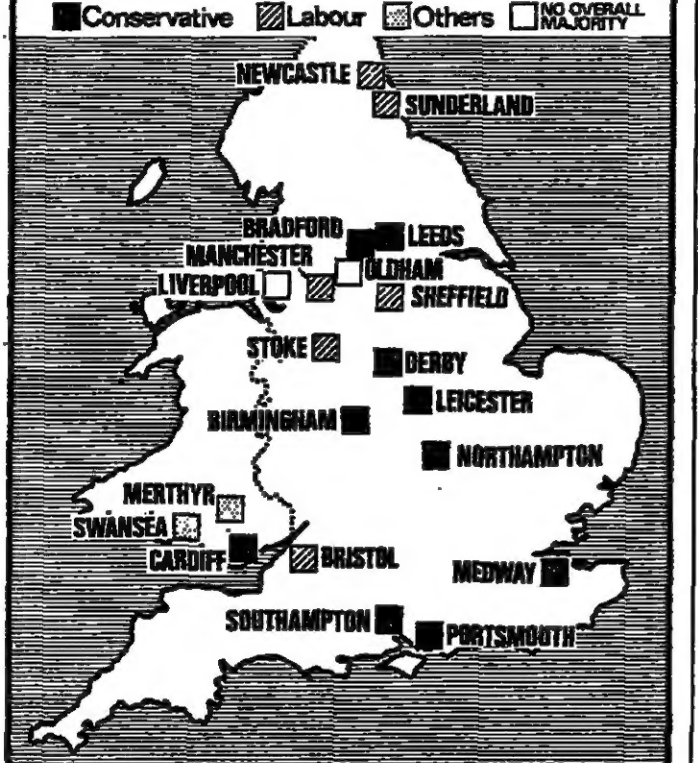 Conservative Labour Others NO OVERALL MAJORITY
NEWCASTLE
SUNDERLAND
BRADFORD
LEEDS
MANCHESTER
OLDHAM
LIVERPOOL
SHEFFIELD
STOKE
DERBY
LEICESTER
BIRMINGHAM
NORTHAMPTON
MERTHYR
SWANSEA
CARDIFF
BRISTOL
MEDWAY
SOUTHAMPTON
PORTSMOUTH